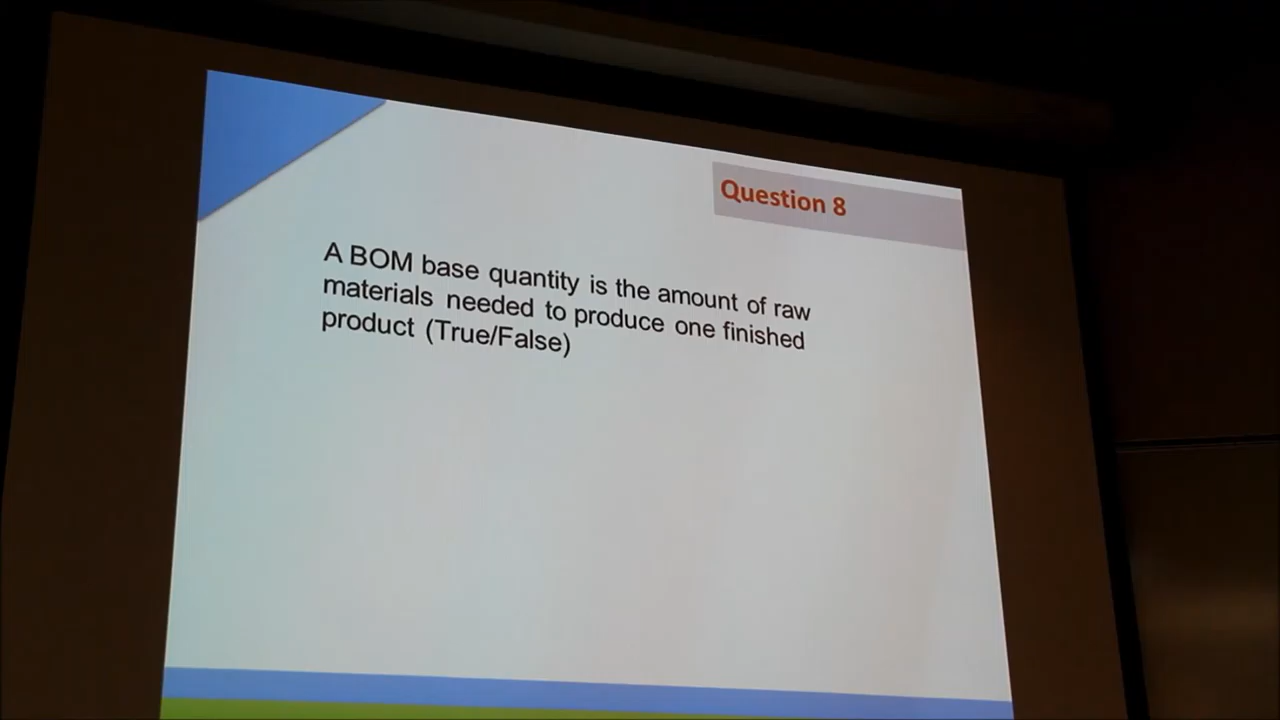 Question 8
A BOM base quantity is the amount of raw
materials needed to produce one finished
product (True/False)